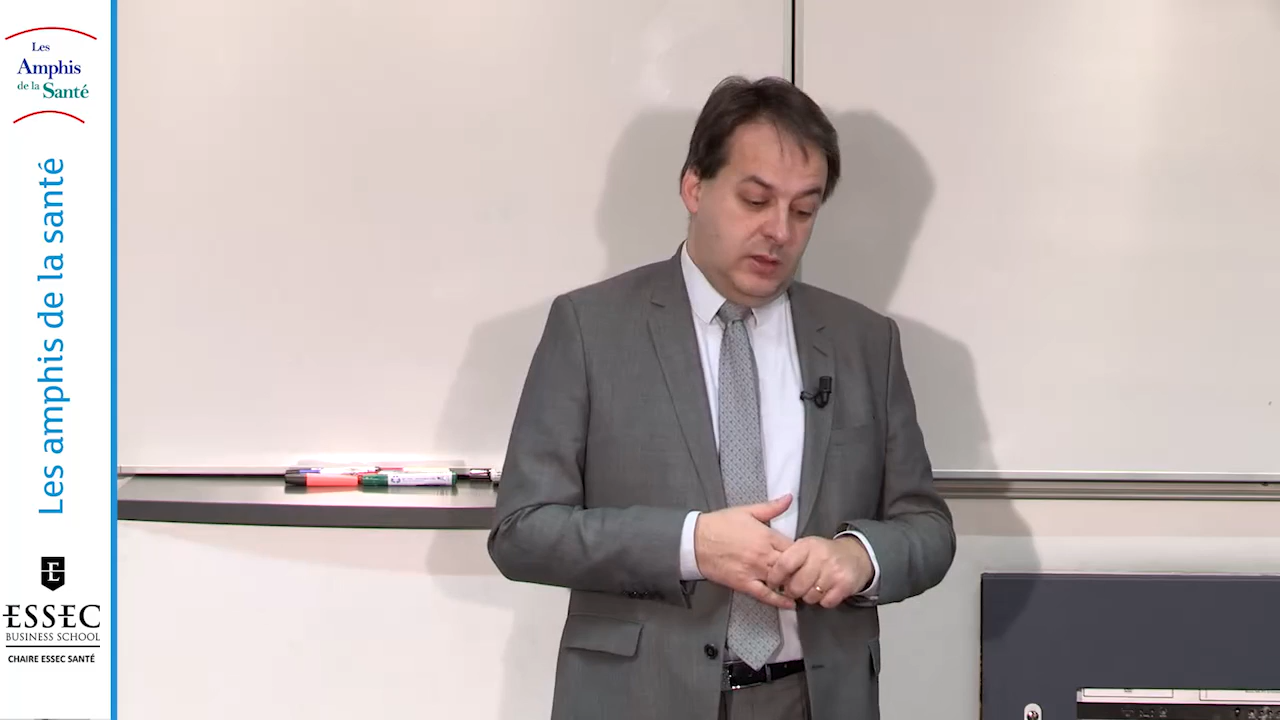 Les
Amphis
de la Santé
Les amphis de la santé
E
ESSEC
BUSINESS SCHOOL
CHAIRE ESSEC SANTÉ